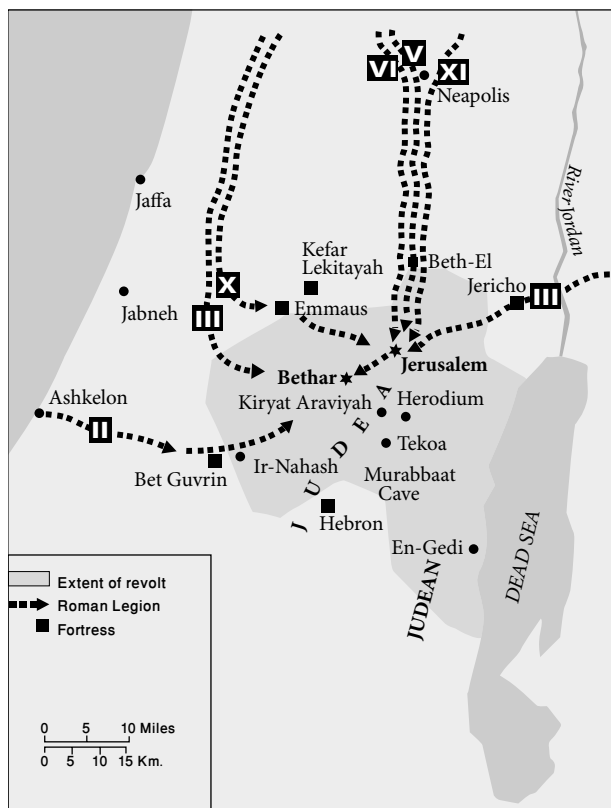 VI
V
XI
Neapolis
Jaffa
River Jordan
Kefar
Lekitayah
Beth-El
Jericho
III
X
Jabneh
III
Emmaus
Jerusalem
Bethar
Ashkelon
Kiryat Araviyah
Herodium
II
JUDEA
Tekoa
Bet Guvrin
Ir-Nahash
Murabbaat
Cave
Hebron
En-Gedi
JUDEAN
DEAD SEA
Extent of revolt
Roman Legion
Fortress
0 5 10 Miles
0 5 10 15 Km.